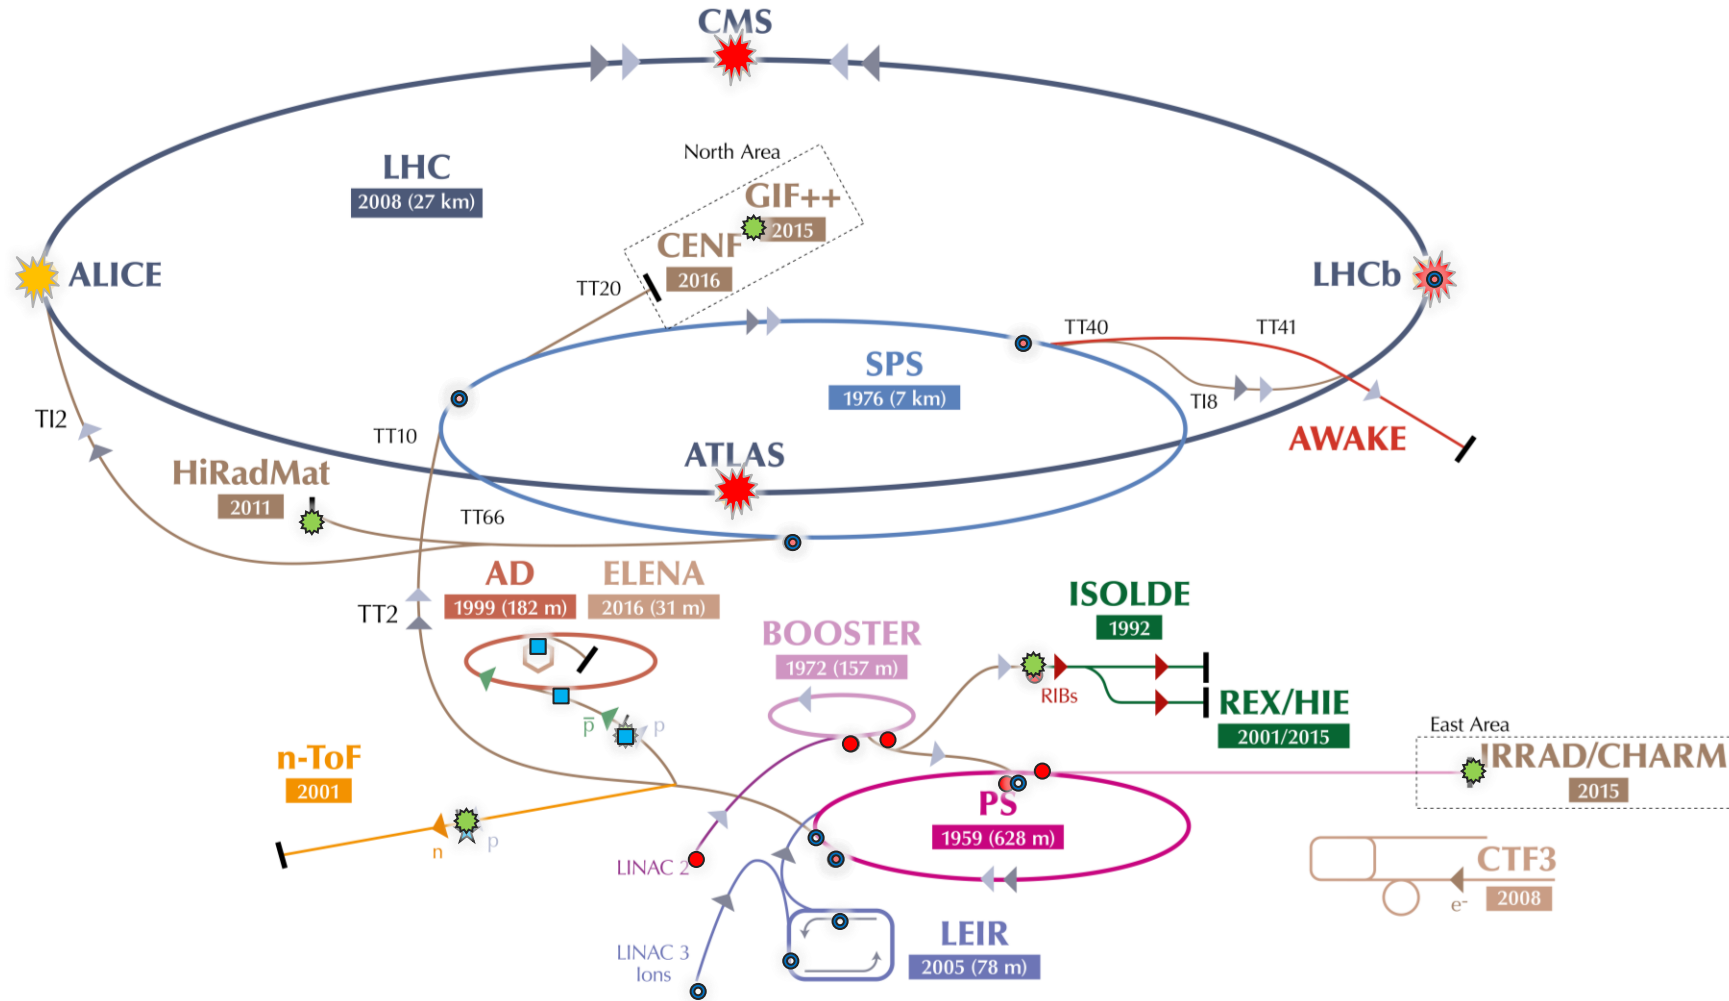 CMS
North Area
LHC
2008 (27 km)
GIF++
2015
CENF
2016
ALICE
LHCb
TT20
TT40
TT41
SPS
1976 (7 km)
TI8
TI2
TT10
AWAKE
ATLAS
HiRadMat
2011
TT66
AD
1999 (182 m)
ELENA
2016 (31 m)
ISOLDE
1992
TT2
BOOSTER
1972 (157 m)
RIBs
REX/HIE
2001/2015
p̅
p
East Area
n-ToF
2001
IRRAD/CHARM
2015
PS
1959 (628 m)
n
p
LINAC 2
CTF3
2008
e-
LEIR
2005 (78 m)
LINAC 3
Ions